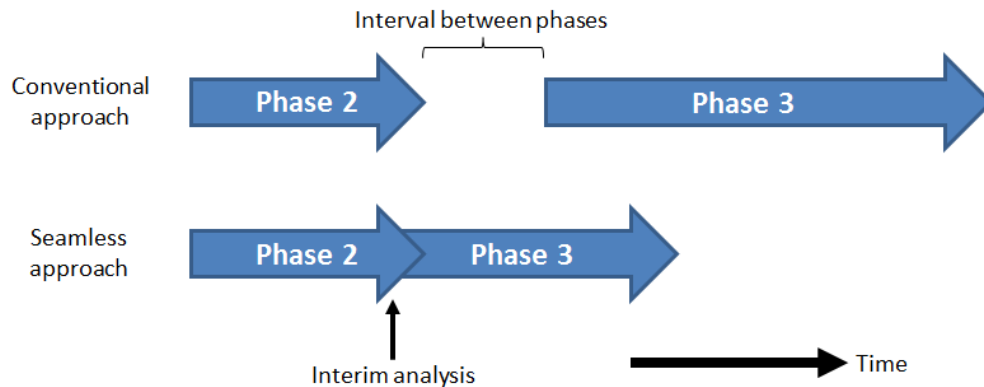 Interval between phases
Conventional
approach
Phase 2
Phase 3
Seamless
approach
Phase 2
Phase 3
Interim analysis
Time